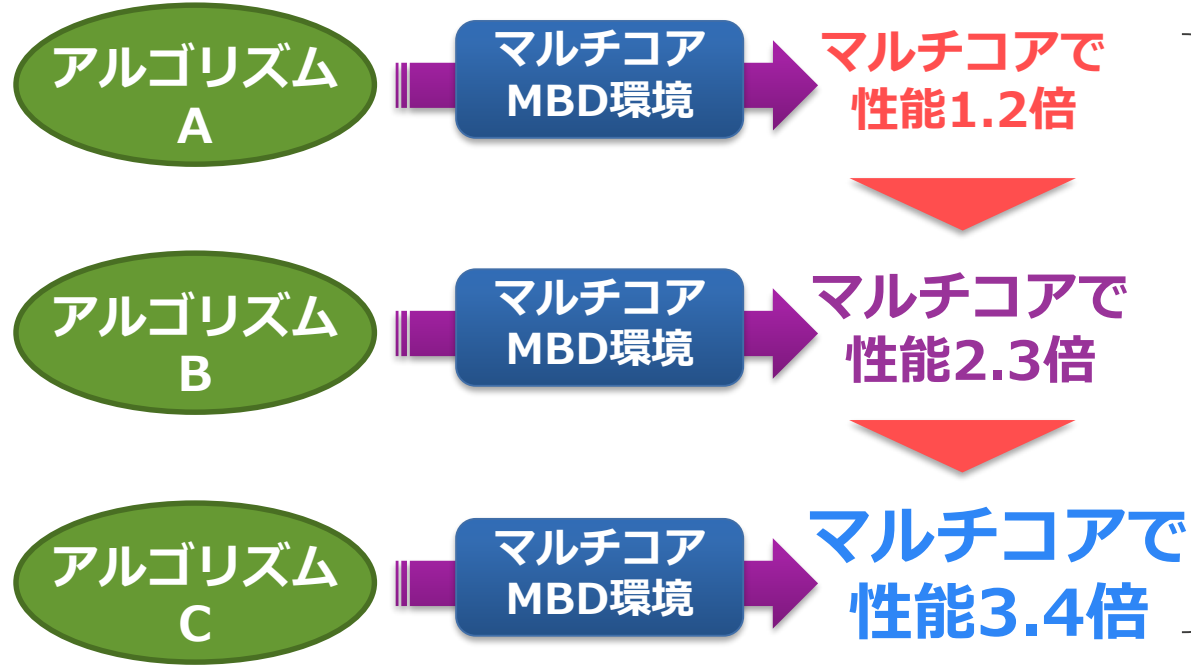 アルゴリズム
A
マルチコア
MBD環境
マルチコアで
性能1.2倍
アルゴリズム
B
マルチコア
MBD環境
マルチコアで
性能2.3倍
アルゴリズム
C
マルチコア
MBD環境
マルチコアで
性能3.4倍